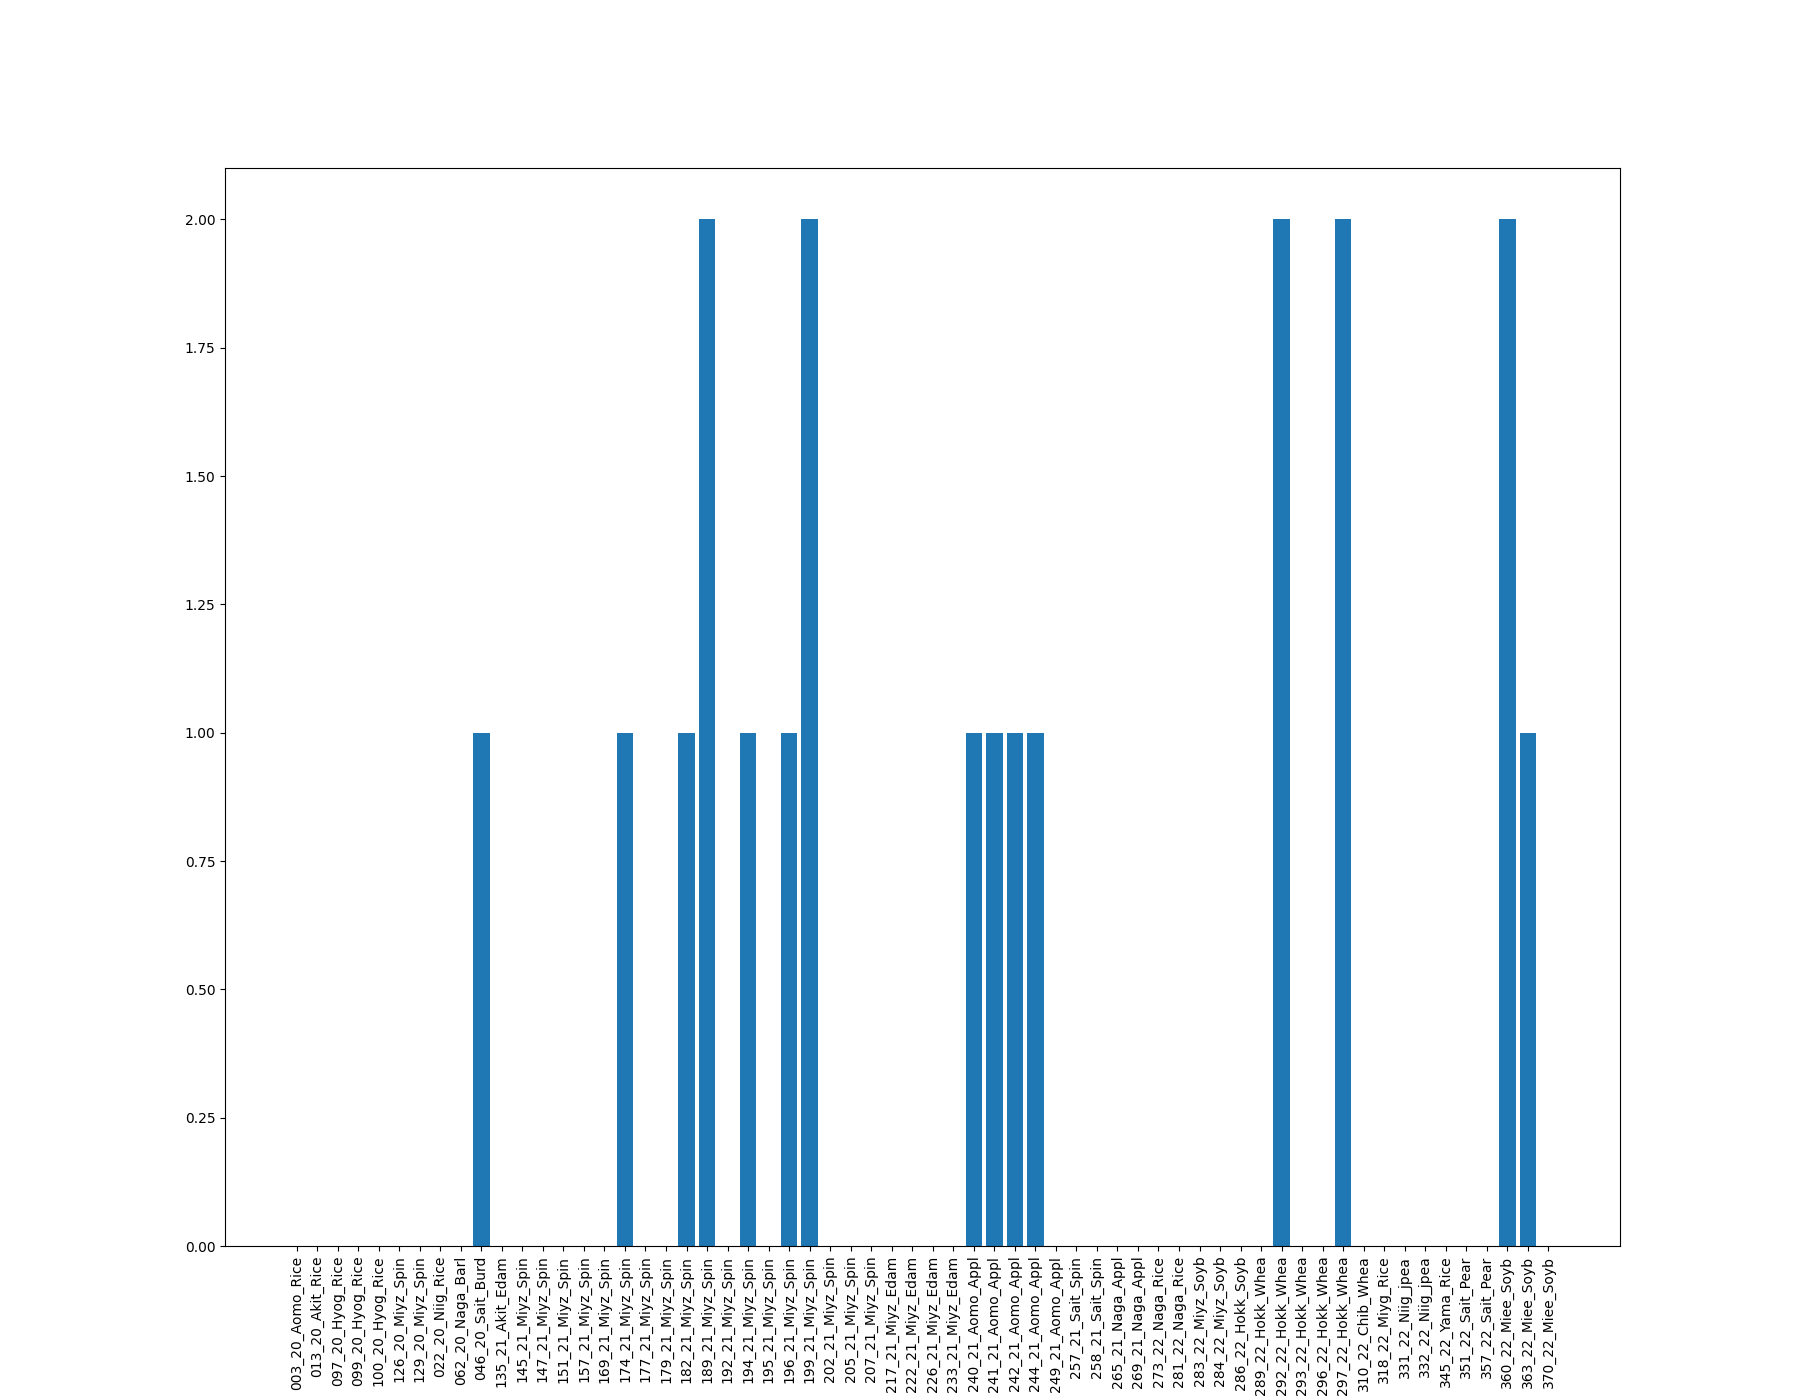 2.00
1.75
1.50
1.25
1.00
0.75
0.50
0.25
0.00
003_20_Aomo_Rice
013_20_Akit_Rice
097_20_Hyog_Rice
099_20_Hyog_Rice
100_20_Hyog_Rice
126_20_Miyz_Spin
129_20_Miyz_Spin
022_20_Niig_Rice
062_20_Naga_Barl
046_20_Sait_Burd
135_21_Akit_Edam
145_21_Miyz_Spin
147_21_Miyz_Spin
151_21_Miyz_Spin
157_21_Miyz_Spin
169_21_Miyz_Spin
174_21_Miyz_Spin
177_21_Miyz_Spin
179_21_Miyz_Spin
182_21_Miyz_Spin
189_21_Miyz_Spin
192_21_Miyz_Spin
194_21_Miyz_Spin
195_21_Miyz_Spin
196_21_Miyz_Spin
199_21_Miyz_Spin
202_21_Miyz_Spin
205_21_Miyz_Spin
207_21_Miyz_Spin
217_21_Miyz_Edam
222_21_Miyz_Edam
226_21_Miyz_Edam
233_21_Miyz_Edam
240_21_Aomo_Appl
241_21_Aomo_Appl
242_21_Aomo_Appl
244_21_Aomo_Appl
249_21_Aomo_Appl
257_21_Sait_Spin
258_21_Sait_Spin
265_21_Naga_Appl
269_21_Naga_Appl
273_22_Naga_Rice
281_22_Naga_Rice
283_22_Miyz_Soyb
284_22_Miyz_Soyb
286_22_Hokk_Soyb
289_22_Hokk_Whea
292_22_Hokk_Whea
293_22_Hokk_Whea
296_22_Hokk_Whea
297_22_Hokk_Whea
310_22_Chib_Whea
318_22_Miyg_Rice
331_22_Niig_jpea
332_22_Niig_jpea
345_22_Yama_Rice
351_22_Sait_Pear
357_22_Sait_Pear
360_22_Miee_Soyb
363_22_Miee_Soyb
370_22_Miee_Soyb